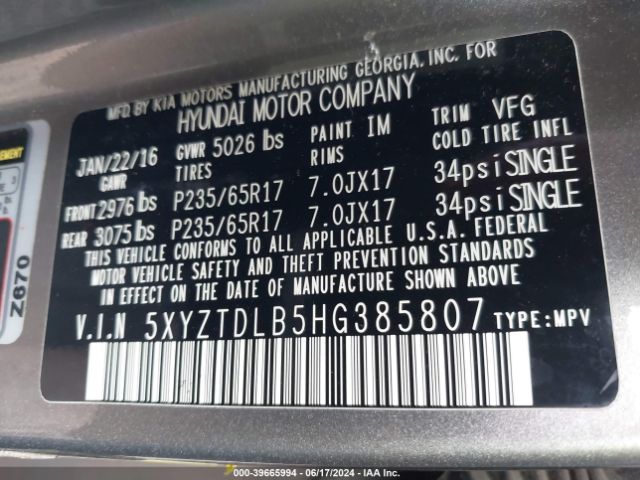 MFD BY KIA MOTORS MANUFACTURING GEORGIA, INC. FOR
HYUNDAI MOTOR COMPANY
JAN/22/16 GVWR 5026 lbs PAINT IM TRIM VFG
GAWR TIRES RIMS COLD TIRE INFL
FRONT 2976 lbs P235/65R17 7.0JX17 34psi SINGLE
REAR 3075 lbs P235/65R17 7.0JX17 34psi SINGLE
THIS VEHICLE CONFORMS TO ALL APPLICABLE U.S.A. FEDERAL
MOTOR VEHICLE SAFETY AND THEFT PREVENTION STANDARDS
IN EFFECT ON THE DATE OF MANUFACTURE SHOWN ABOVE.
V.I.N 5XYZTDLB5HG385807 TYPE: MPV
Z670
000-39665994 - 06/17/2024 - IAA Inc.